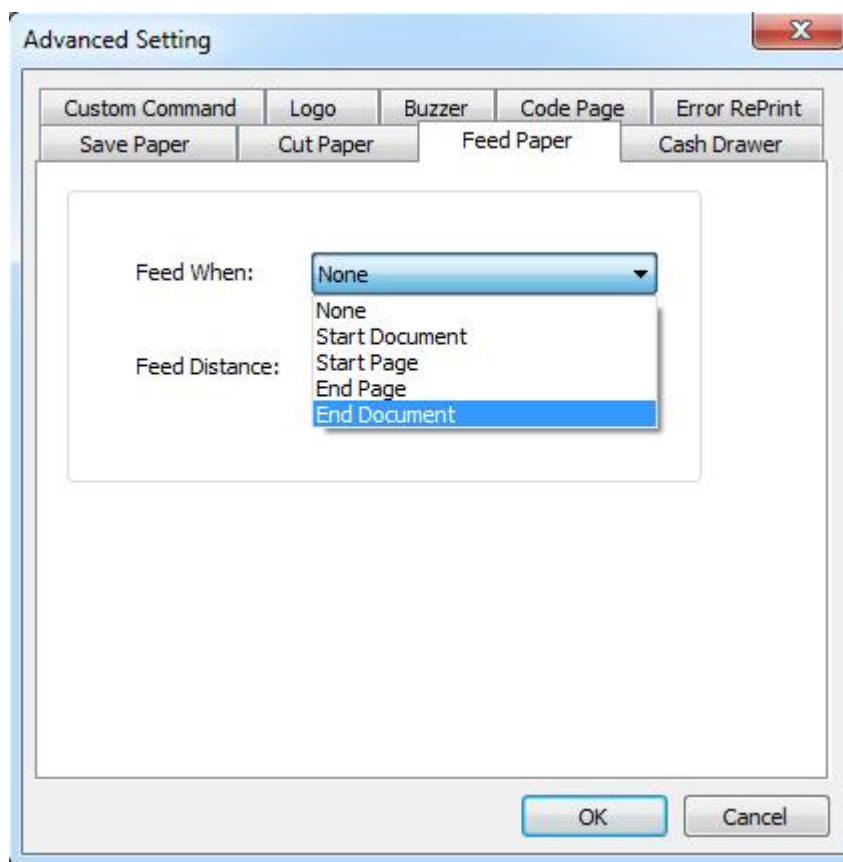 Advanced Setting
Custom Command Logo Buzzer Code Page Error RePrint
Save Paper Cut Paper Feed Paper Cash Drawer
Feed When: None
None
Start Document
Feed Distance: Start Page
End Page
End Document
OK Cancel